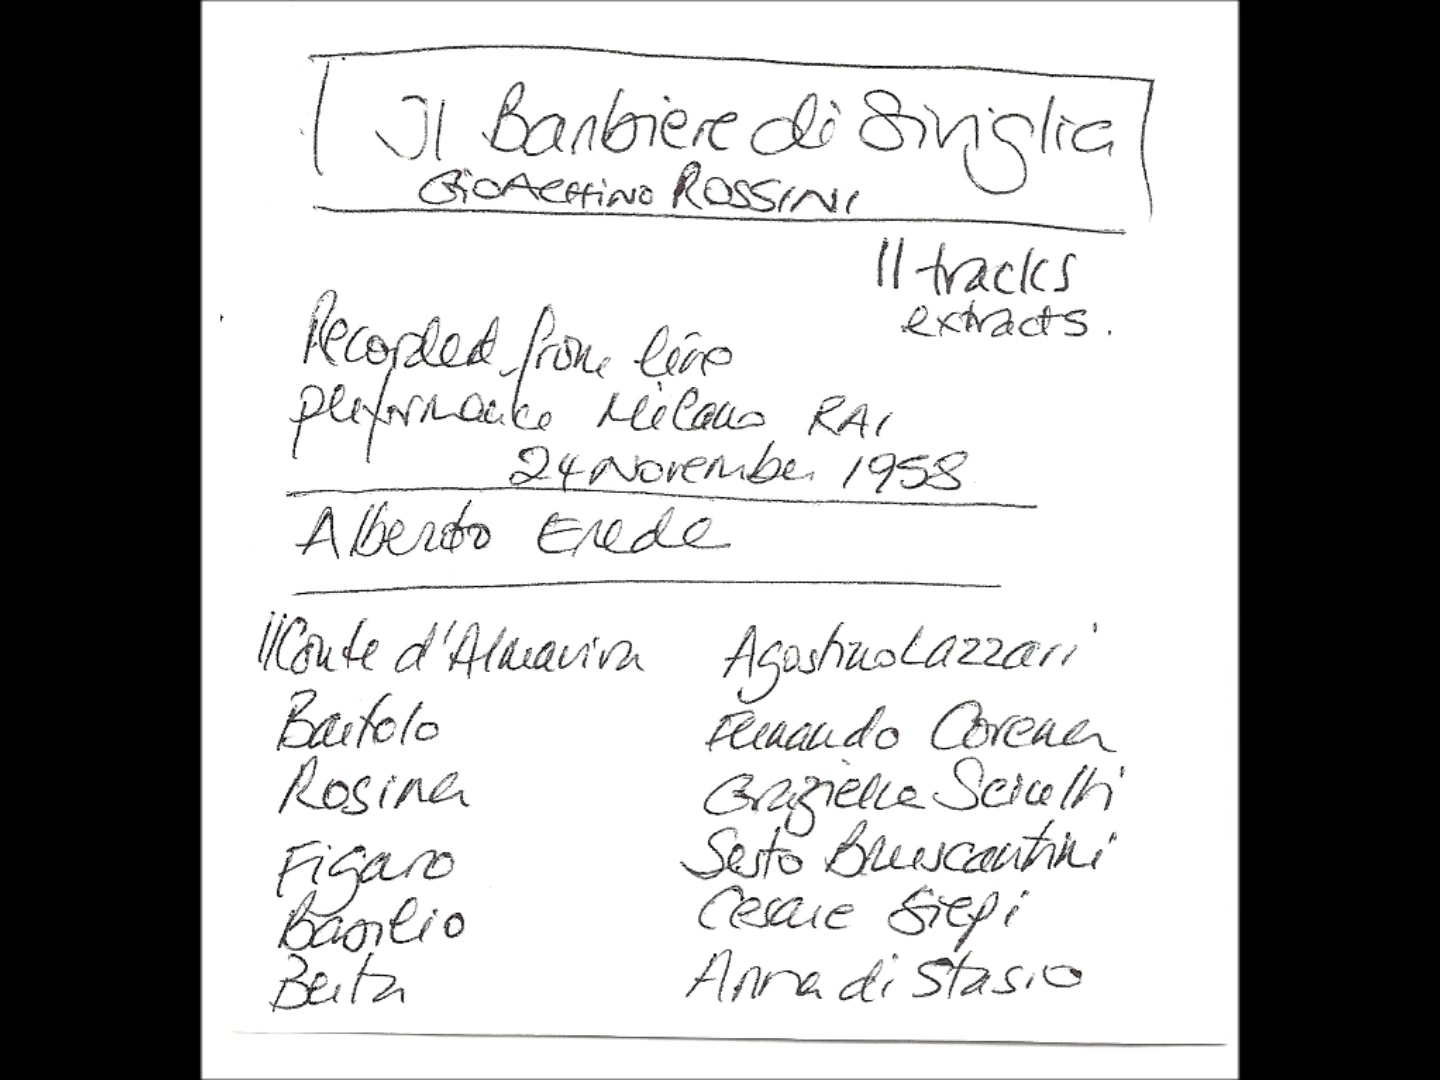 Il Barbiere di Siviglia
Gioacchino ROSSINI
11 tracks
extracts.
Recorded from live
performance Milano RAI
24 November 1958
Alberto Erede
Il Conte d'Almaviva Agostino Lazzari
Bartolo Fernando Corena
Rosina Graziella Sciutti
Figaro Sesto Bruscantini
Basilio Cesare Siepi
Berta Anna di Stasio